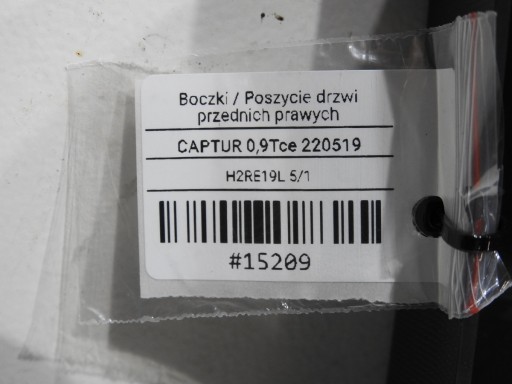 Boczki / Poszycie drzwi
przednich prawych
CAPTUR 0,9Tce 220519
H2RE19L 5/1
#15209